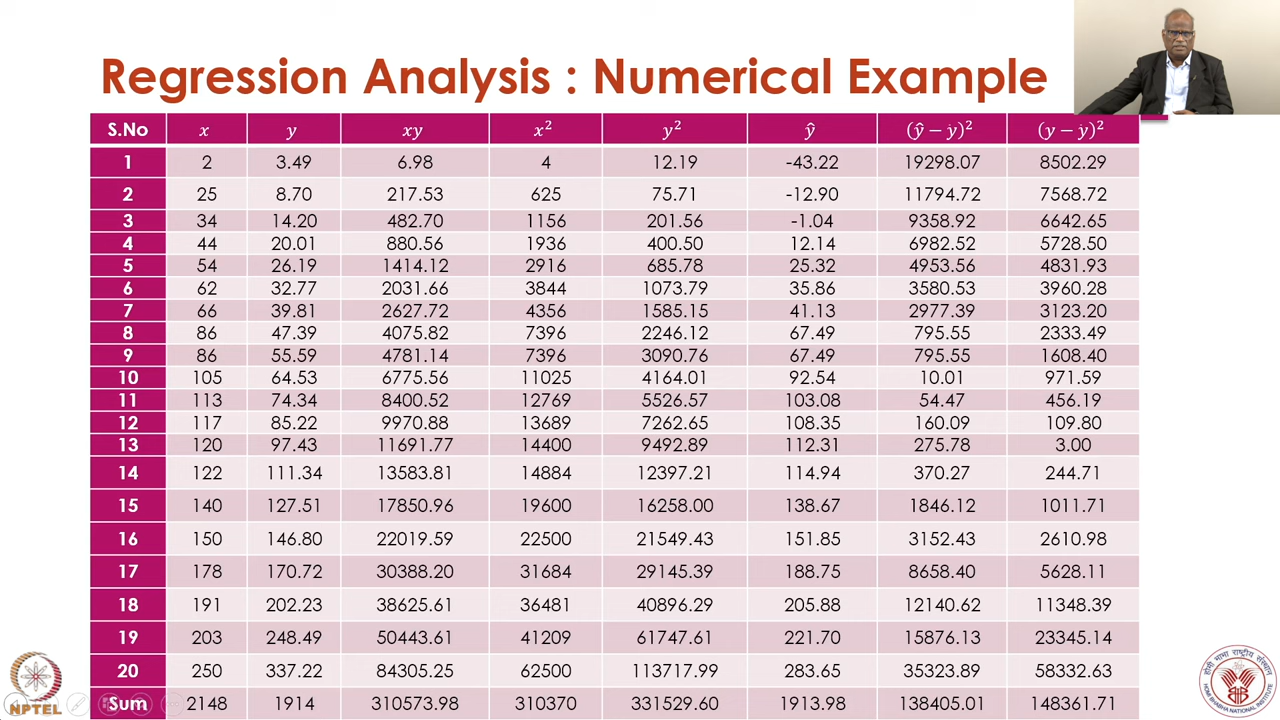 Regression Analysis : Numerical Example
S.No x y xy x² y² ŷ (ŷ − ẏ)² (y − ẏ)²
1 2 3.49 6.98 4 12.19 -43.22 19298.07 8502.29
2 25 8.70 217.53 625 75.71 -12.90 11794.72 7568.72
3 34 14.20 482.70 1156 201.56 -1.04 9358.92 6642.65
4 44 20.01 880.56 1936 400.50 12.14 6982.52 5728.50
5 54 26.19 1414.12 2916 685.78 25.32 4953.56 4831.93
6 62 32.77 2031.66 3844 1073.79 35.86 3580.53 3960.28
7 66 39.81 2627.72 4356 1585.15 41.13 2977.39 3123.20
8 86 47.39 4075.82 7396 2246.12 67.49 795.55 2333.49
9 86 55.59 4781.14 7396 3090.76 67.49 795.55 1608.40
10 105 64.53 6775.56 11025 4164.01 92.54 10.01 971.59
11 113 74.34 8400.52 12769 5526.57 103.08 54.47 456.19
12 117 85.22 9970.88 13689 7262.65 108.35 160.09 109.80
13 120 97.43 11691.77 14400 9492.89 112.31 275.78 3.00
14 122 111.34 13583.81 14884 12397.21 114.94 370.27 244.71
15 140 127.51 17850.96 19600 16258.00 138.67 1846.12 1011.71
16 150 146.80 22019.59 22500 21549.43 151.85 3152.43 2610.98
17 178 170.72 30388.20 31684 29145.39 188.75 8658.40 5628.11
18 191 202.23 38625.61 36481 40896.29 205.88 12140.62 11348.39
19 203 248.49 50443.61 41209 61747.61 221.70 15876.13 23345.14
20 250 337.22 84305.25 62500 113717.99 283.65 35323.89 58332.63
Sum 2148 1914 310573.98 310370 331529.60 1913.98 138405.01 148361.71
NPTEL